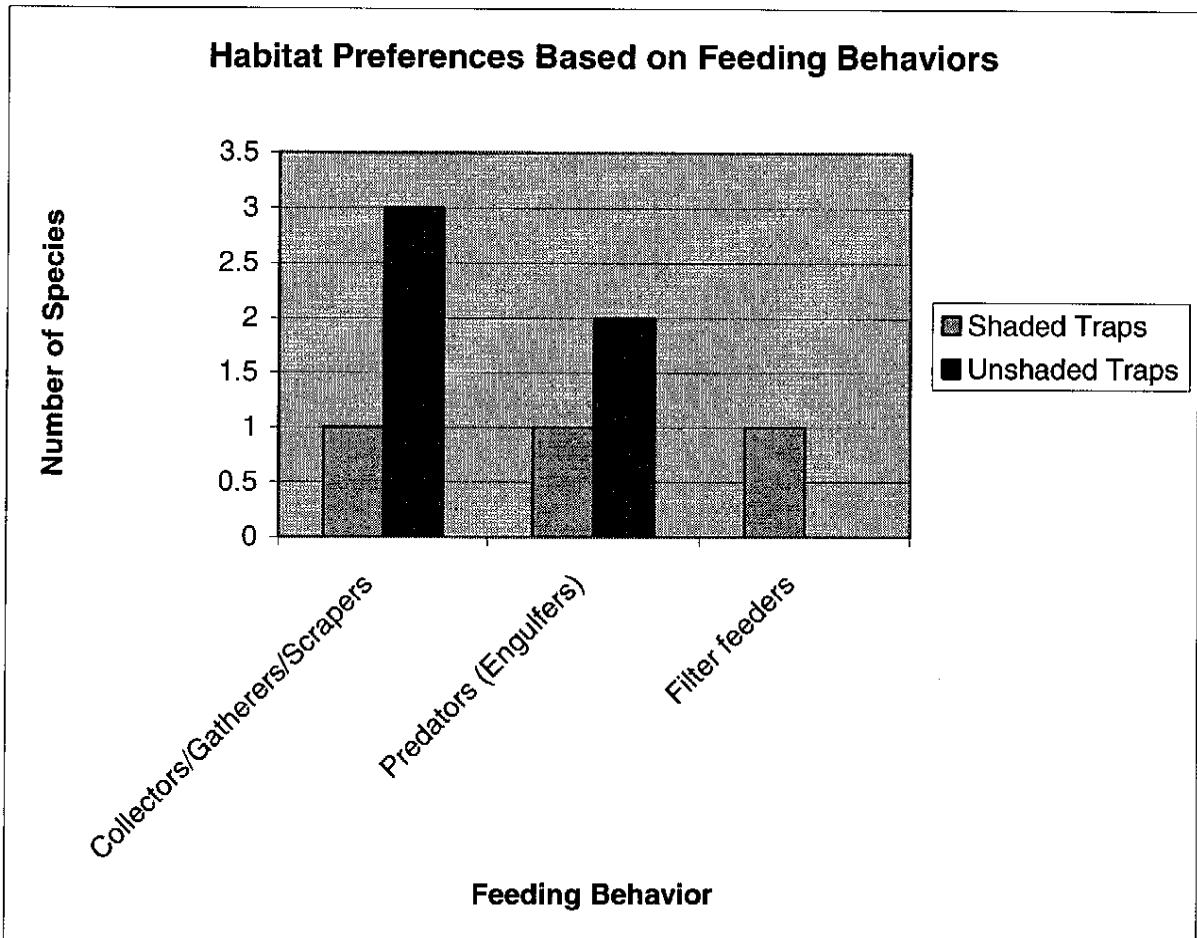 Habitat Preferences Based on Feeding Behaviors
Number of Species
3.5
3
2.5
2
1.5
1
0.5
0
Shaded Traps
Unshaded Traps
Collectors/Gatherers/Scrapers
Predators (Engulfers)
Filter feeders
Feeding Behavior